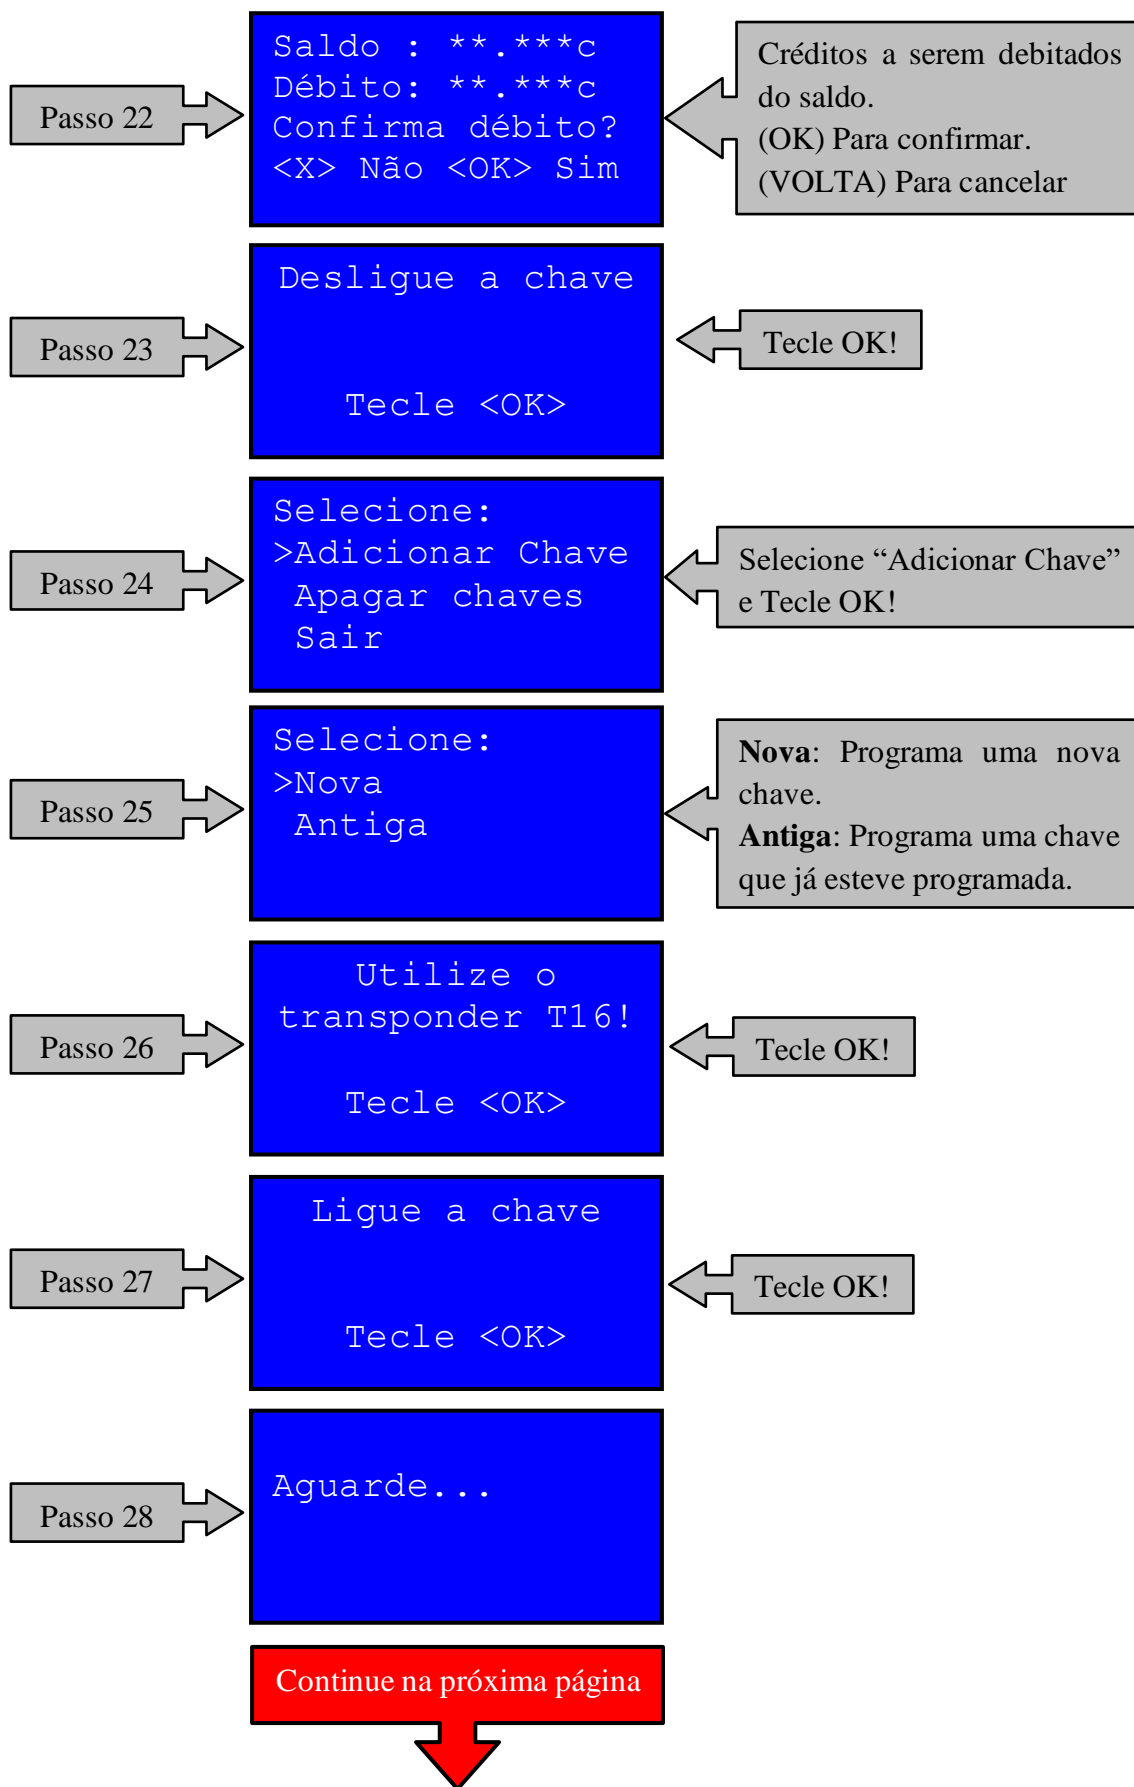 Passo 22
Saldo : **.***c
Débito: **.***c
Confirma débito?
<X> Não <OK> Sim
Créditos a serem debitados
do saldo.
(OK) Para confirmar.
(VOLTA) Para cancelar
Passo 23
Desligue a chave
Tecle <OK>
Tecle OK!
Passo 24
Selecione:
>Adicionar Chave
Apagar chaves
Sair
Selecione “Adicionar Chave”
e Tecle OK!
Passo 25
Selecione:
>Nova
Antiga
Nova: Programa uma nova
chave.
Antiga: Programa uma chave
que já esteve programada.
Passo 26
Utilize o
transponder T16!
Tecle <OK>
Tecle OK!
Passo 27
Ligue a chave
Tecle <OK>
Tecle OK!
Passo 28
Aguarde...
Continue na próxima página